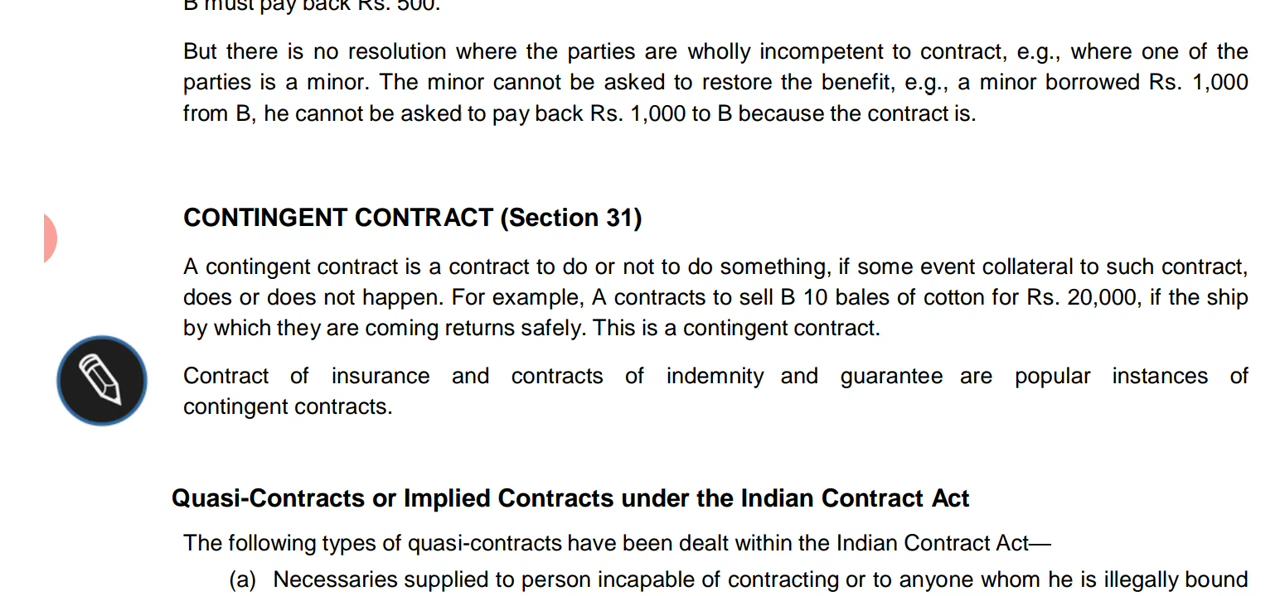 B must pay back Rs. 500.
But there is no resolution where the parties are wholly incompetent to contract, e.g., where one of the
parties is a minor. The minor cannot be asked to restore the benefit, e.g., a minor borrowed Rs. 1,000
from B, he cannot be asked to pay back Rs. 1,000 to B because the contract is.
CONTINGENT CONTRACT (Section 31)
A contingent contract is a contract to do or not to do something, if some event collateral to such contract,
does or does not happen. For example, A contracts to sell B 10 bales of cotton for Rs. 20,000, if the ship
by which they are coming returns safely. This is a contingent contract.
Contract of insurance and contracts of indemnity and guarantee are popular instances of
contingent contracts.
Quasi-Contracts or Implied Contracts under the Indian Contract Act
The following types of quasi-contracts have been dealt within the Indian Contract Act—
(a) Necessaries supplied to person incapable of contracting or to anyone whom he is illegally bound